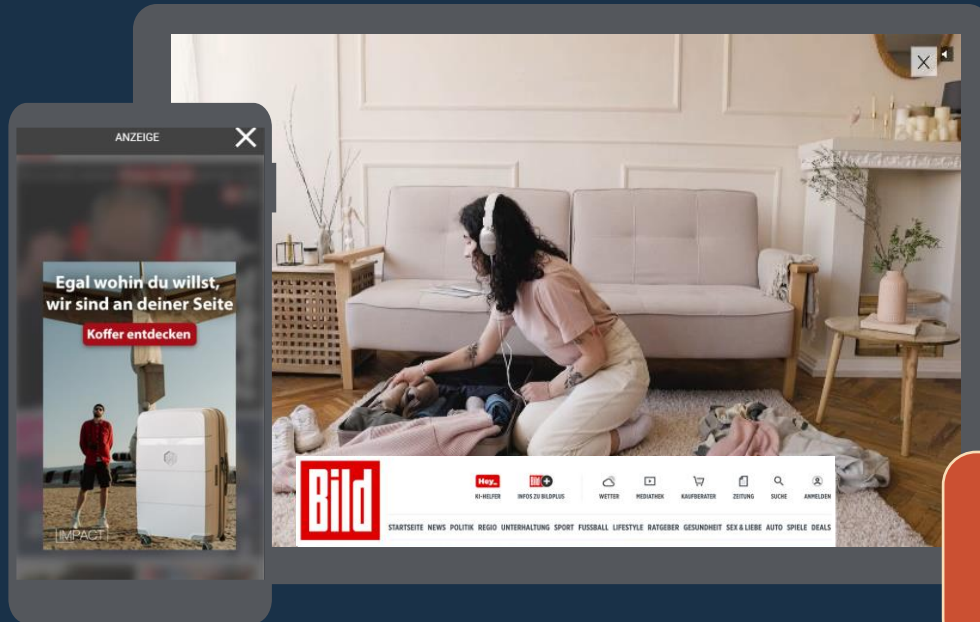 ANZEIGE
Egal wohin du willst,
wir sind an deiner Seite
Koffer entdecken
IMPACT
X
Bild
Hey_
KI-HELFER
Bild
INFOS ZU BILDPLUS
WETTER
MEDIATHEK
KAUFBERATER
ZEITUNG
SUCHE
ANMELDEN
STARTSEITE NEWS POLITIK REGIO UNTERHALTUNG SPORT FUSSBALL LIFESTYLE RATGEBER GESUNDHEIT SEX & LIEBE AUTO SPIELE DEALS